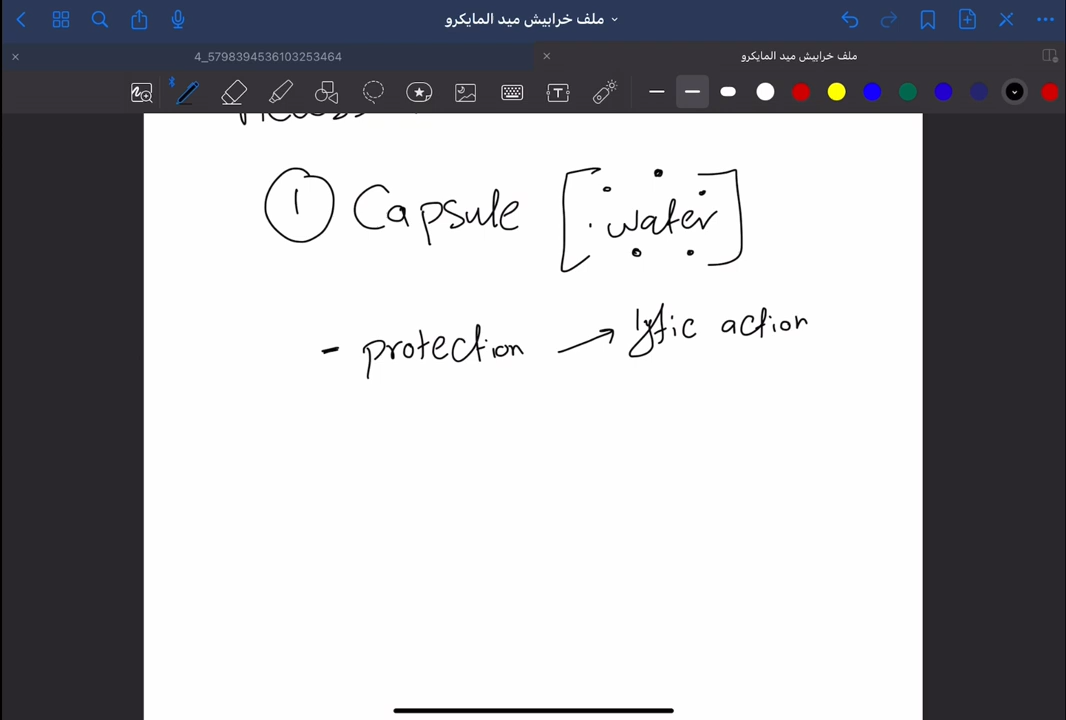 ملف خرابيش ميد المايكرو
4_5798394536103253464
ملف خرابيش ميد المايكرو
1 Capsule [water]
- protection → lytic action